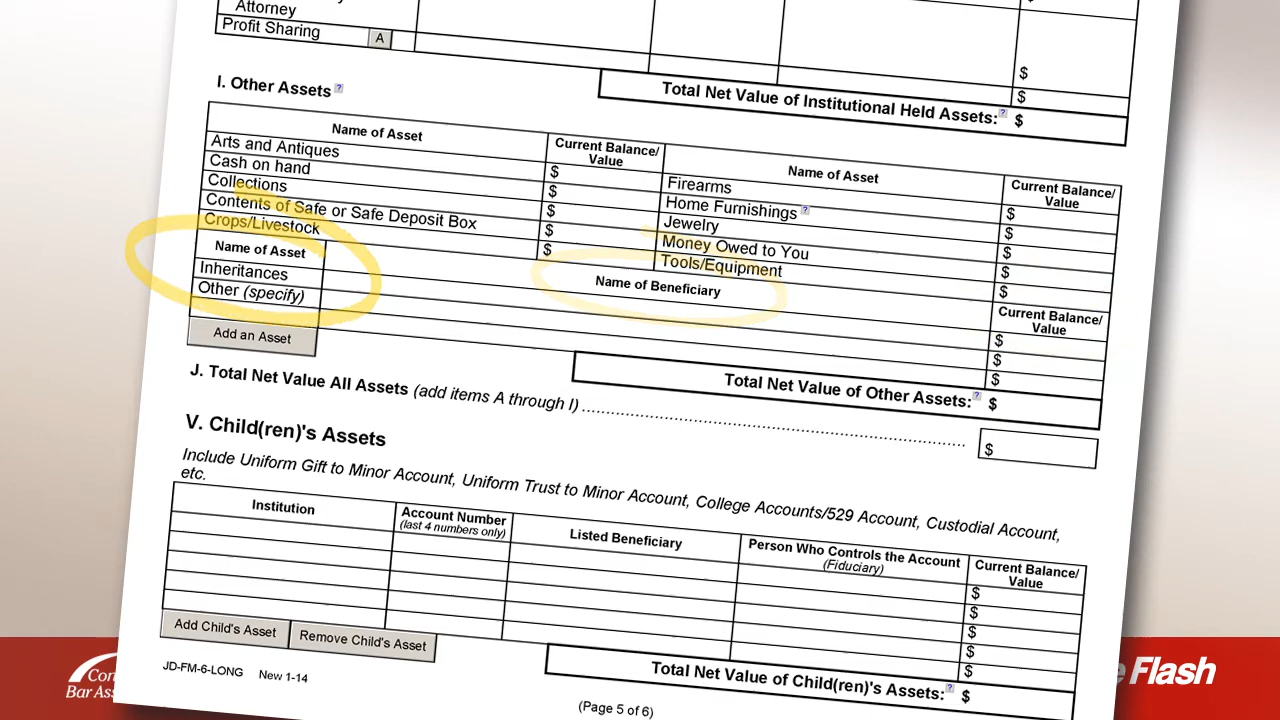 Attorney
Profit Sharing A
$
$
Total Net Value of Institutional Held Assets:? $
I. Other Assets ?
Name of Asset Current Balance/ Value Name of Asset Current Balance/ Value
Arts and Antiques $ Firearms $
Cash on hand $ Home Furnishings ? $
Collections $ Jewelry $
Contents of Safe or Safe Deposit Box $ Money Owed to You $
Crops/Livestock $ Tools/Equipment $
Name of Asset Name of Beneficiary Current Balance/ Value
Inheritances $
Other (specify) $
$
Add an Asset
Total Net Value of Other Assets:? $
J. Total Net Value All Assets (add items A through I) $
V. Child(ren)'s Assets
Include Uniform Gift to Minor Account, Uniform Trust to Minor Account, College Accounts/529 Account, Custodial Account,
etc.
Institution Account Number (last 4 numbers only) Listed Beneficiary Person Who Controls the Account (Fiduciary) Current Balance/ Value
$
$
$
$
$
Add Child's Asset Remove Child's Asset
Total Net Value of Child(ren)'s Assets:? $
JD-FM-6-LONG New 1-14
(Page 5 of 6)
Bar
Flash